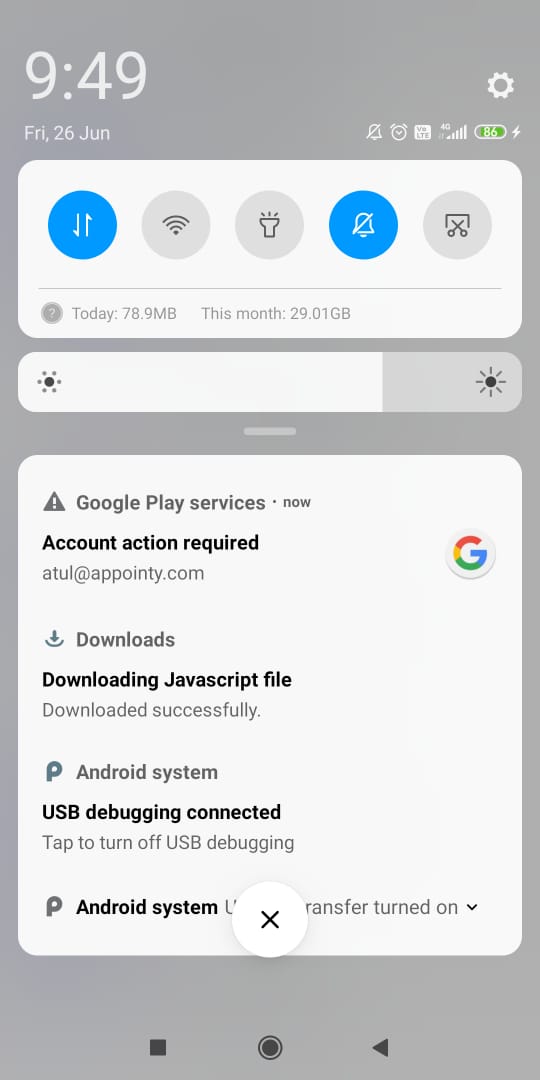 9:49
Fri, 26 Jun
Vo LTE 4G 86
Today: 78.9MB This month: 29.01GB
Google Play services · now
Account action required
atul@appointy.com
Downloads
Downloading Javascript file
Downloaded successfully.
Android system
USB debugging connected
Tap to turn off USB debugging
Android system turned on